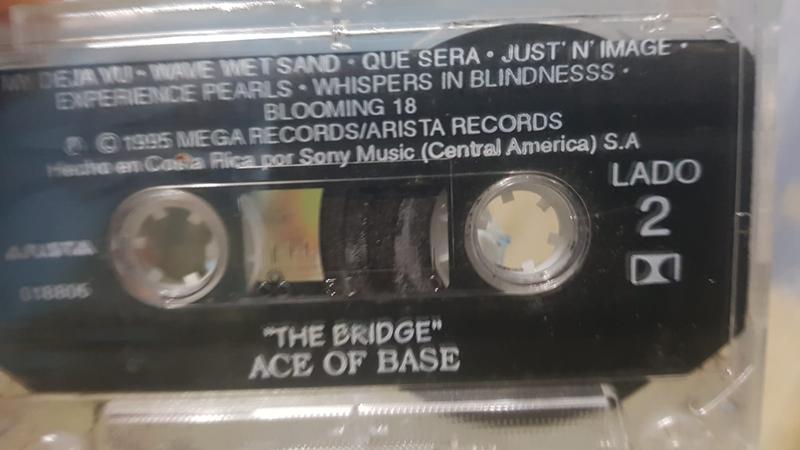 MY DEJA VU • WAVE WET SAND • QUE SERA • JUST' N' IMAGE •
EXPERIENCE PEARLS • WHISPERS IN BLINDNESSS •
BLOOMING 18
℗ © 1995 MEGA RECORDS/ARISTA RECORDS
Hecho en Costa Rica por Sony Music (Central America) S.A
LADO
2
ARISTA
018806
"THE BRIDGE"
ACE OF BASE